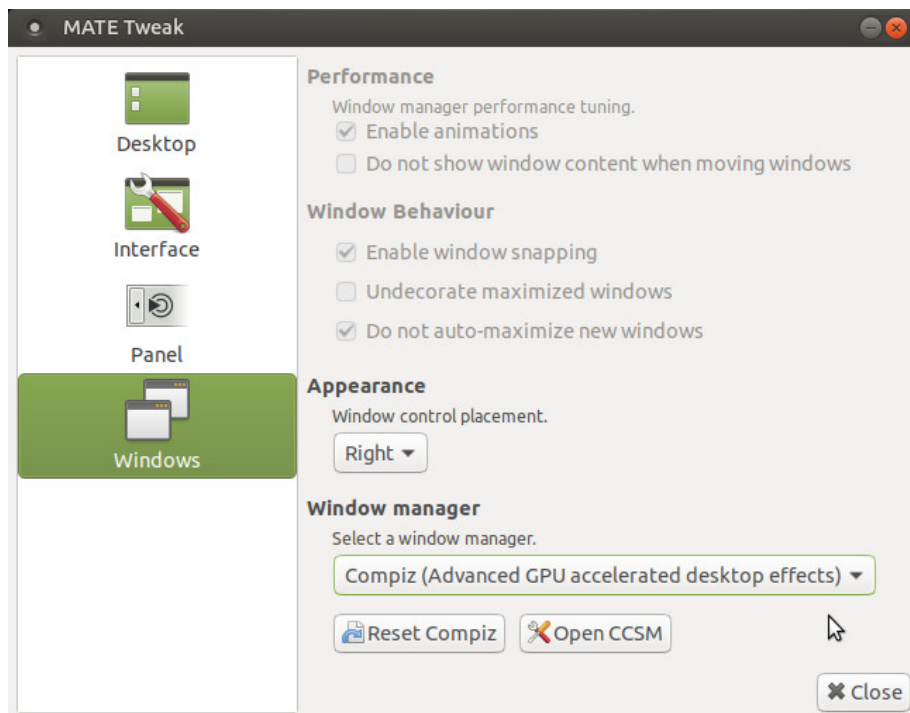 MATE Tweak
Desktop
Interface
Panel
Windows
Performance
Window manager performance tuning.
Enable animations
Do not show window content when moving windows
Window Behaviour
Enable window snapping
Undecorate maximized windows
Do not auto-maximize new windows
Appearance
Window control placement.
Right
Window manager
Select a window manager.
Compiz (Advanced GPU accelerated desktop effects)
Reset Compiz Open CCSM
Close